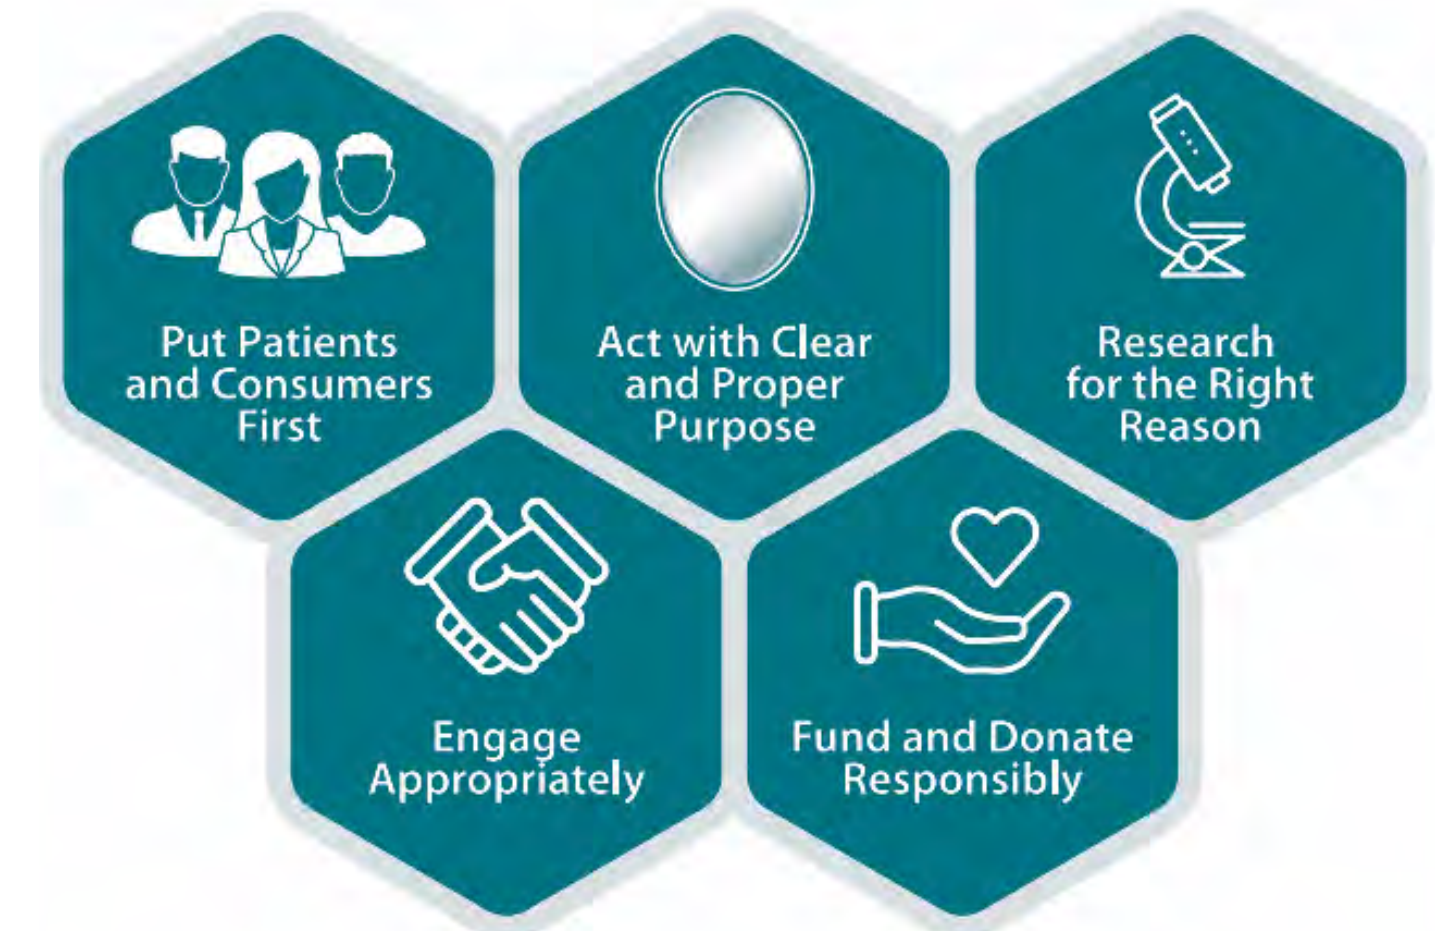 Put Patients
and Consumers
First
Act with Clear
and Proper
Purpose
Research
for the Right
Reason
Engage
Appropriately
Fund and Donate
Responsibly